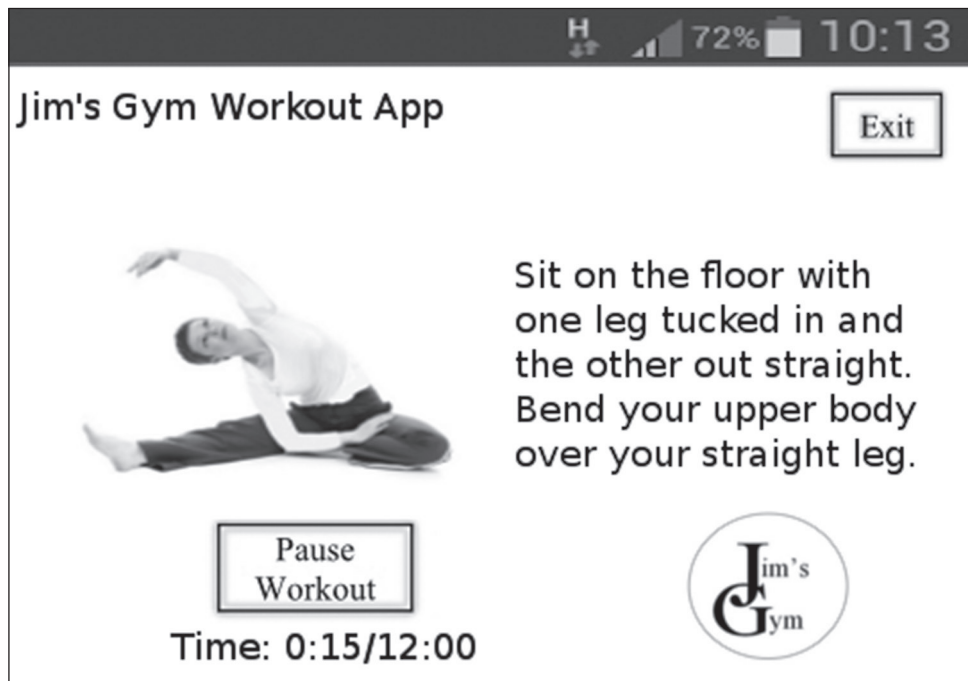 H 72% 10:13
Jim's Gym Workout App
Exit
Sit on the floor with
one leg tucked in and
the other out straight.
Bend your upper body
over your straight leg.
Pause
Workout
Time: 0:15/12:00
Jim's
Gym